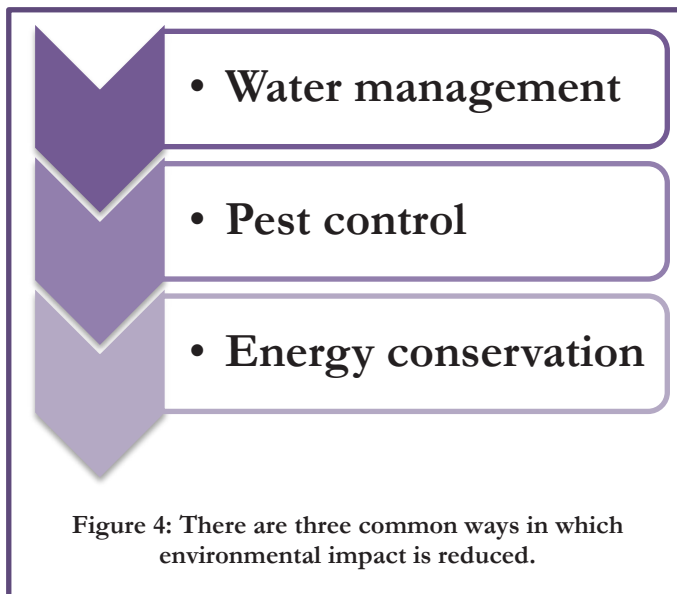 • Water management
• Pest control
• Energy conservation
Figure 4: There are three common ways in which
environmental impact is reduced.